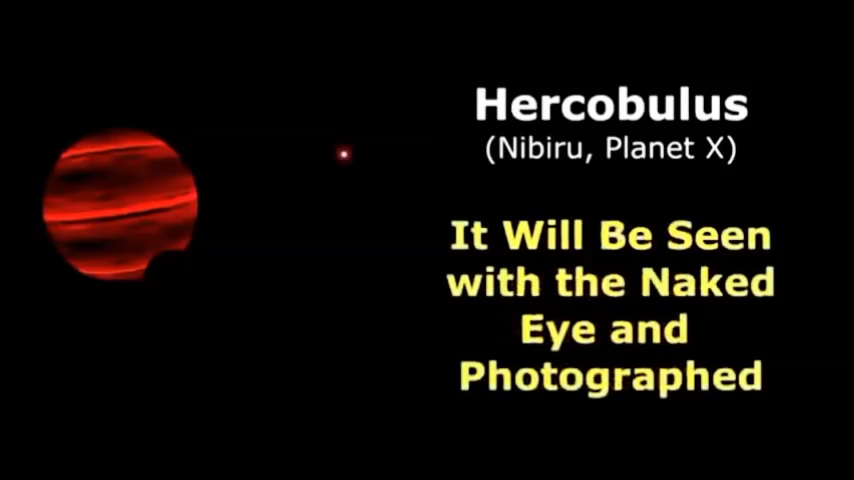 Hercobulus
(Nibiru, Planet X)
It Will Be Seen
with the Naked
Eye and
Photographed